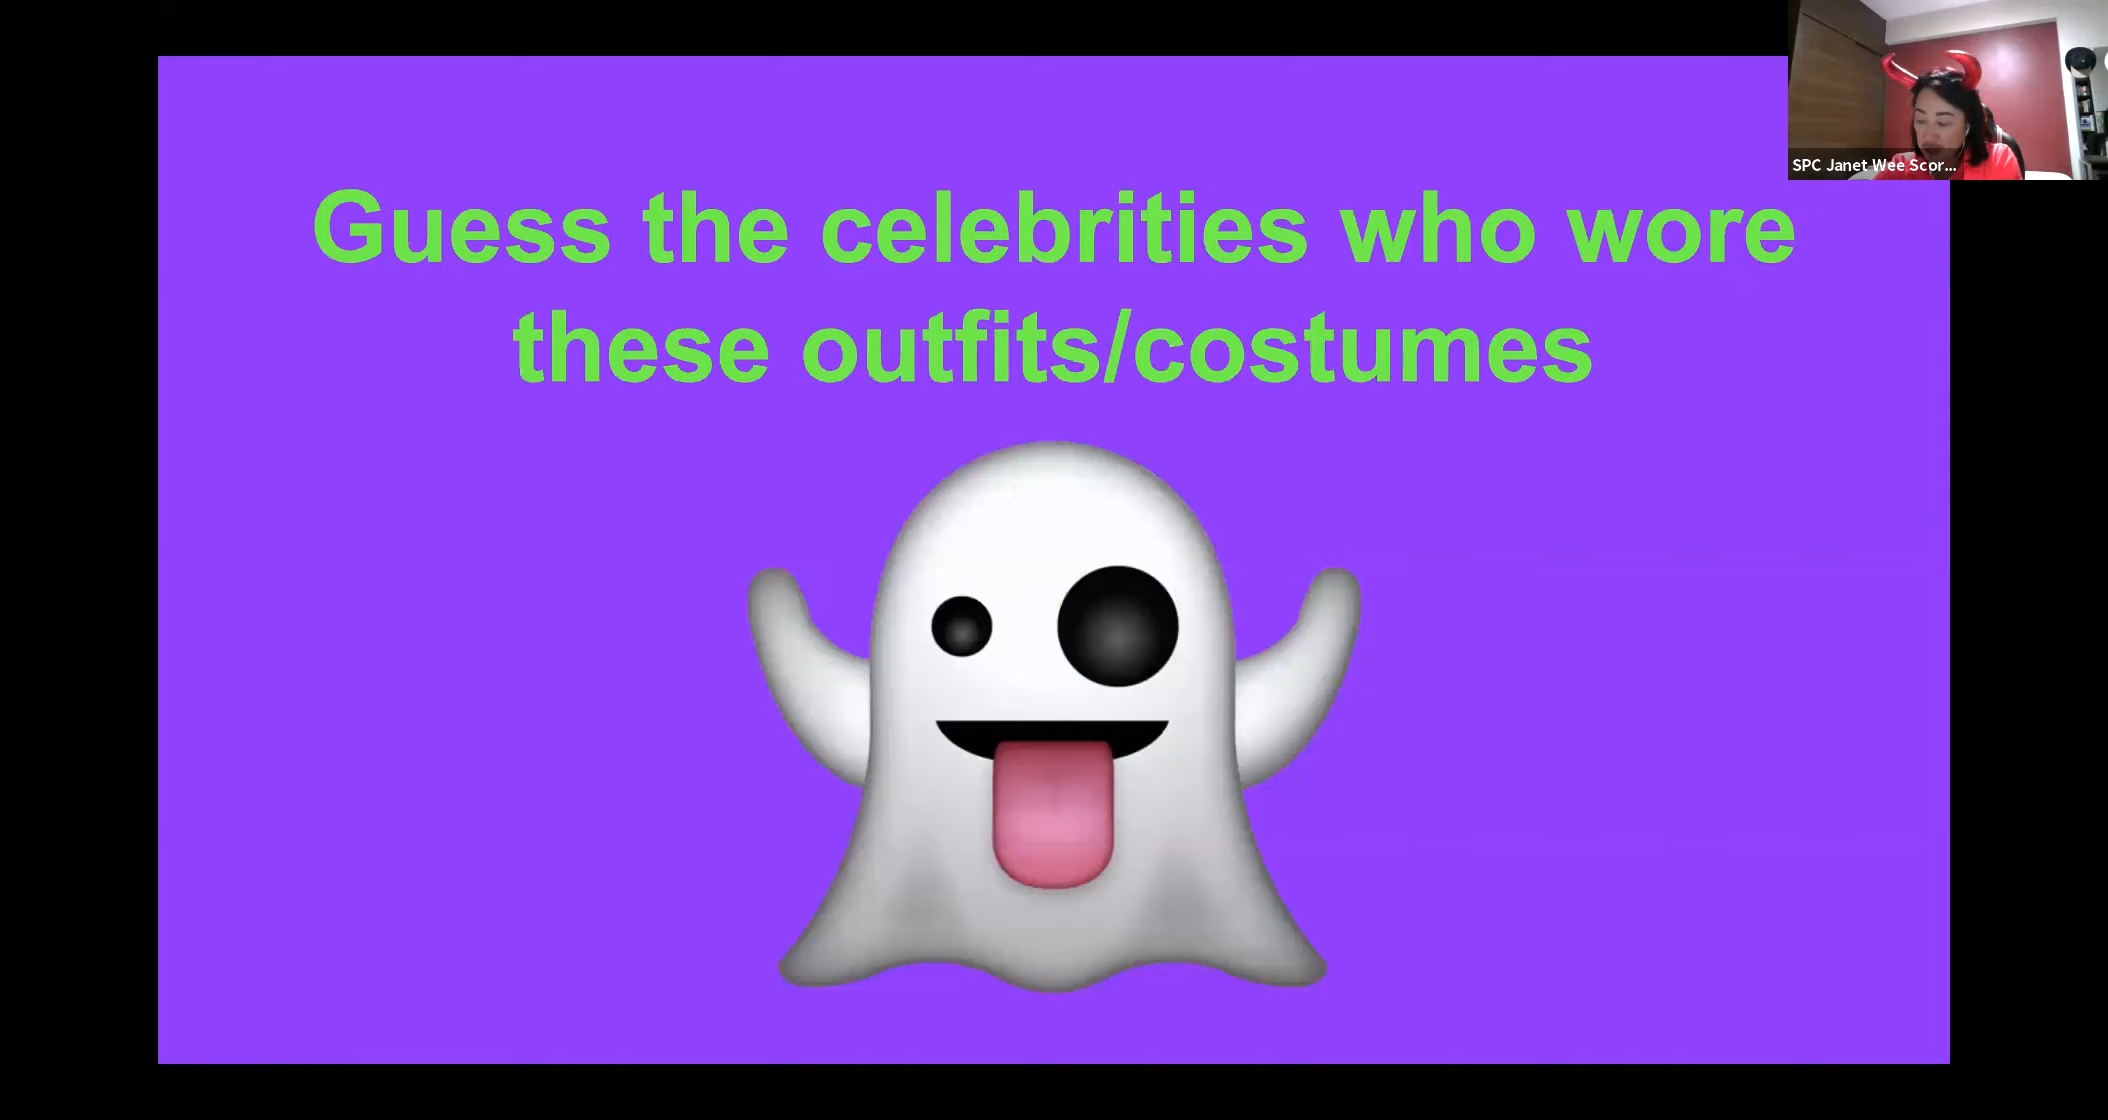 Guess the celebrities who wore
these outfits/costumes
SPC Janet Wee Scor...